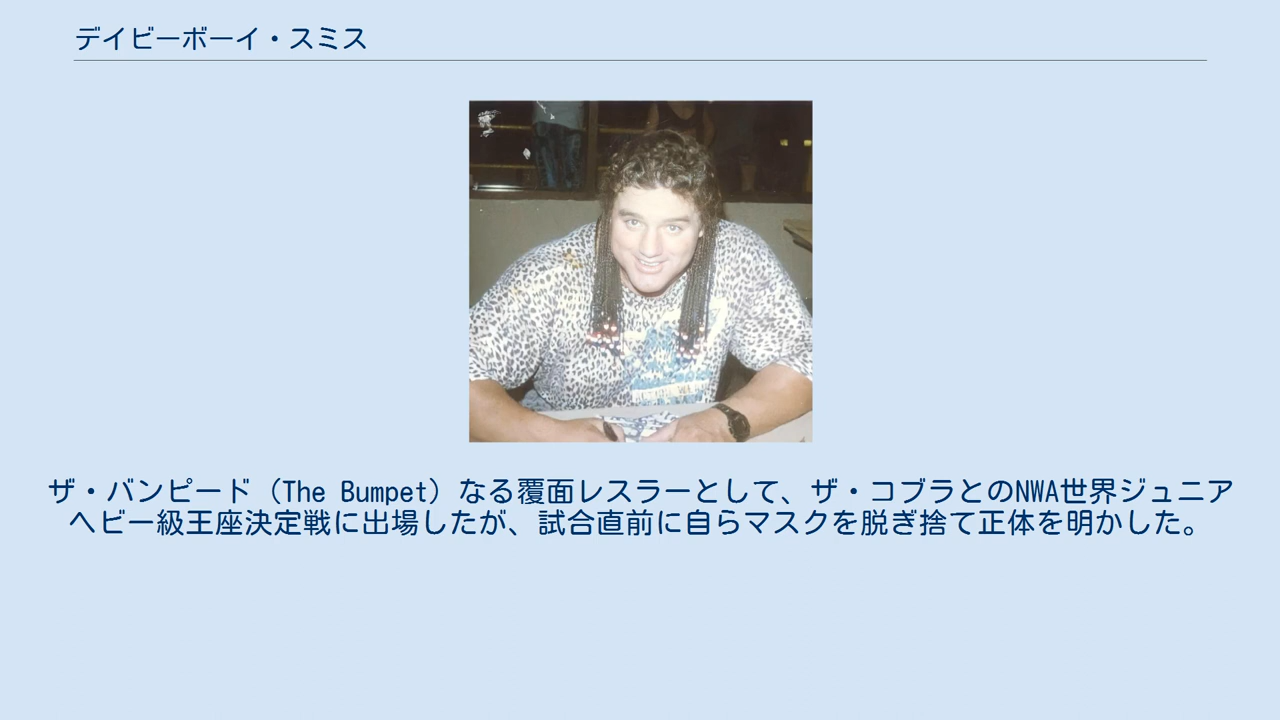 デイビーボーイ・スミス
ザ・バンピード（The Bumpet）なる覆面レスラーとして、ザ・コブラとのNWA世界ジュニア
ヘビー級王座決定戦に出場したが、試合直前に自らマスクを脱ぎ捨て正体を明かした。